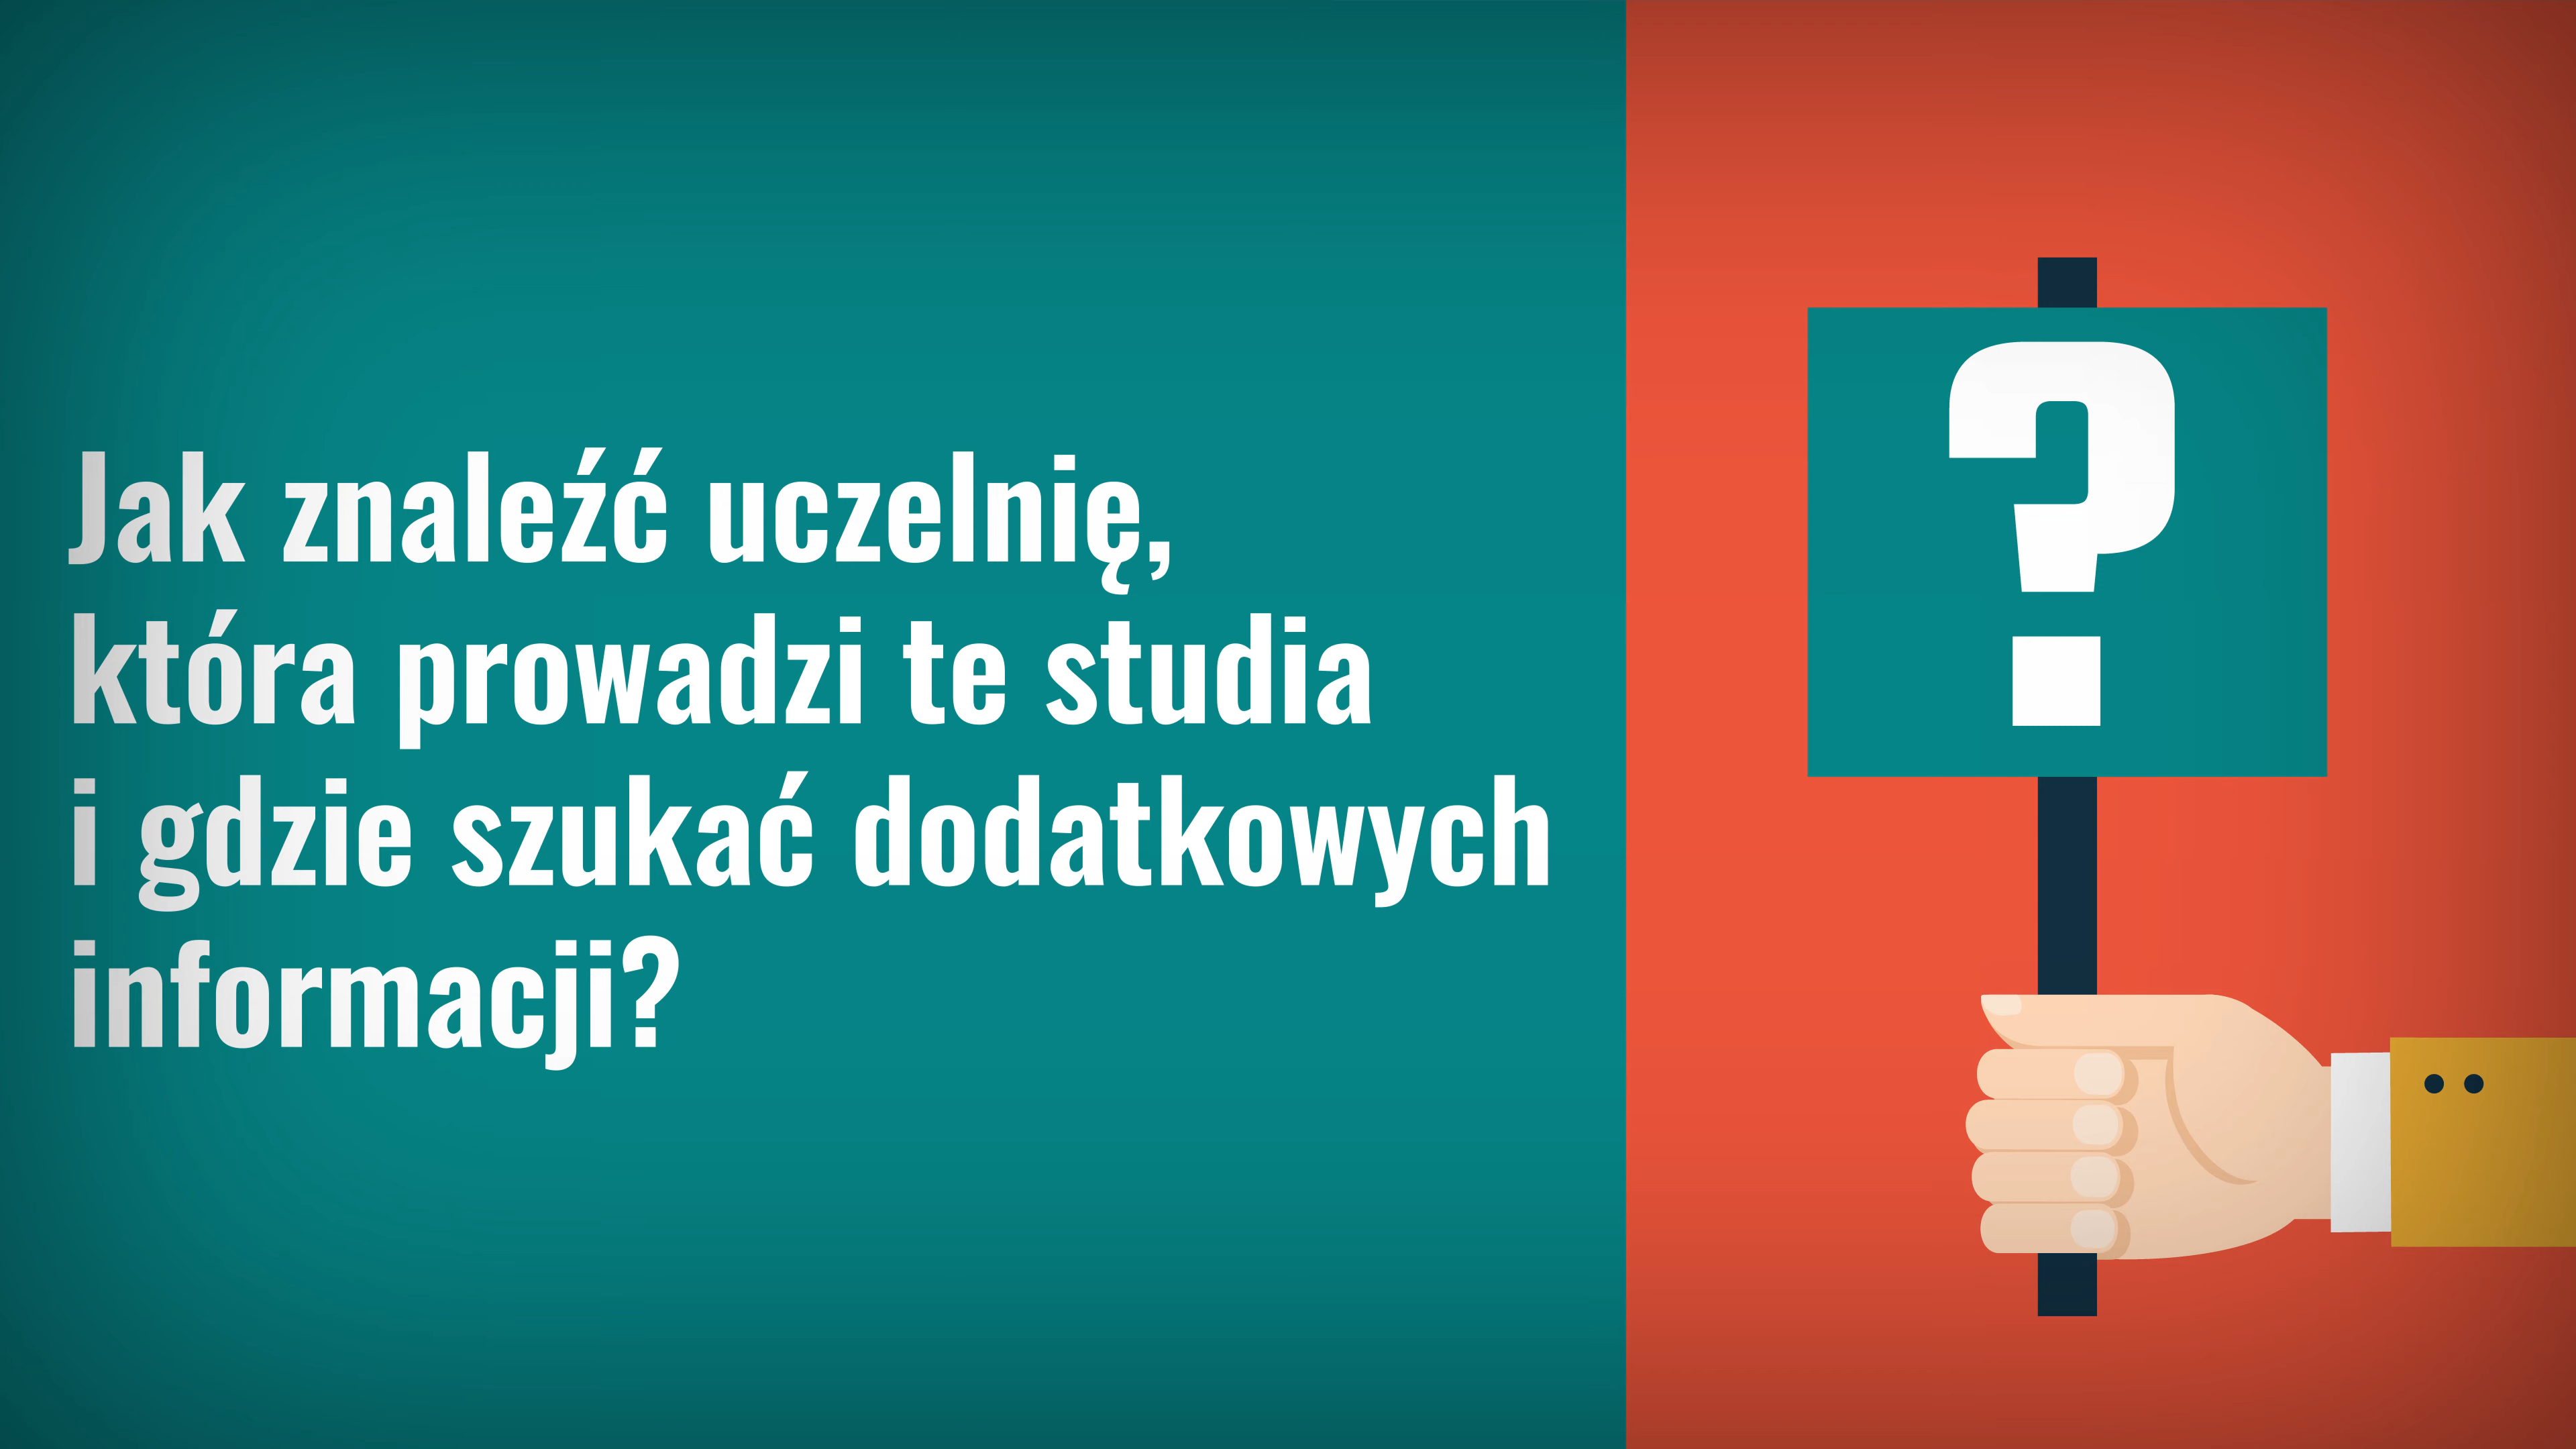 Jak znaleźć uczelnię,
która prowadzi te studia
i gdzie szukać dodatkowych
informacji?
?